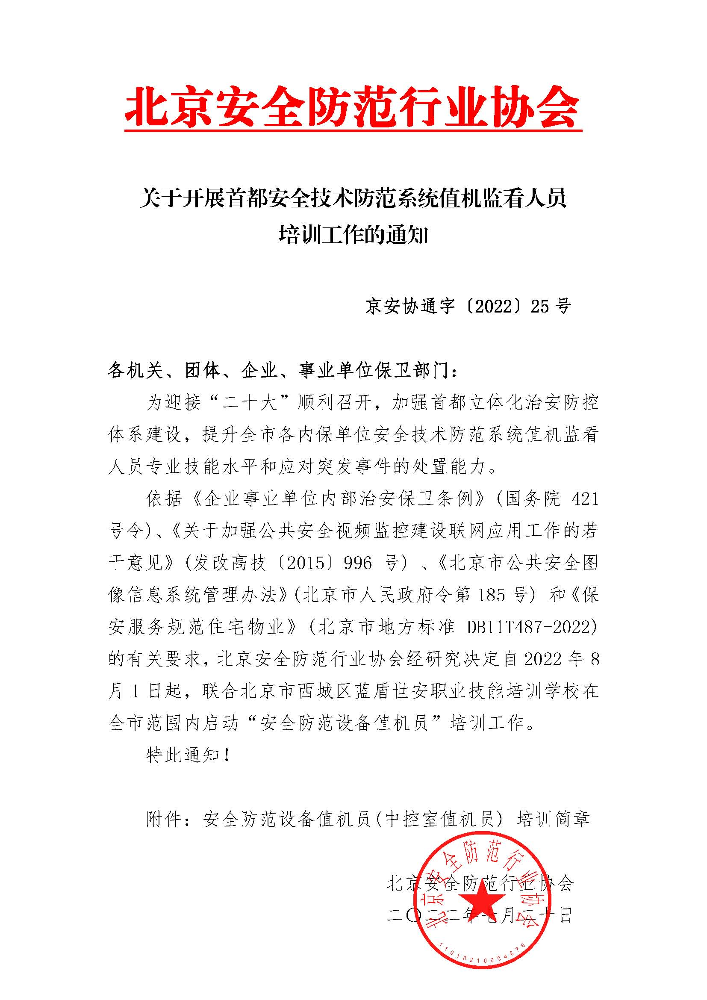 北京安全防范行业协会
关于开展首都安全技术防范系统值机监看人员
培训工作的通知
京安协通字〔2022〕25号
各机关、团体、企业、事业单位保卫部门：
为迎接“二十大”顺利召开，加强首都立体化治安防控
体系建设，提升全市各内保单位安全技术防范系统值机监看
人员专业技能水平和应对突发事件的处置能力。
依据《企业事业单位内部治安保卫条例》(国务院 421
号令)、《关于加强公共安全视频监控建设联网应用工作的若
干意见》(发改高技〔2015〕996 号) 、《北京市公共安全图
像信息系统管理办法》(北京市人民政府令第 185 号) 和《保
安服务规范住宅物业》(北京市地方标准 DB11T487-2022)
的有关要求，北京安全防范行业协会经研究决定自 2022 年 8
月 1 日起，联合北京市西城区蓝盾世安职业技能培训学校在
全市范围内启动“安全防范设备值机员”培训工作。
特此通知！
附件：安全防范设备值机员(中控室值机员) 培训简章
北京安全防范行业协会
二〇二二年七月二十日
北京安全防范行业协会
11010210004876